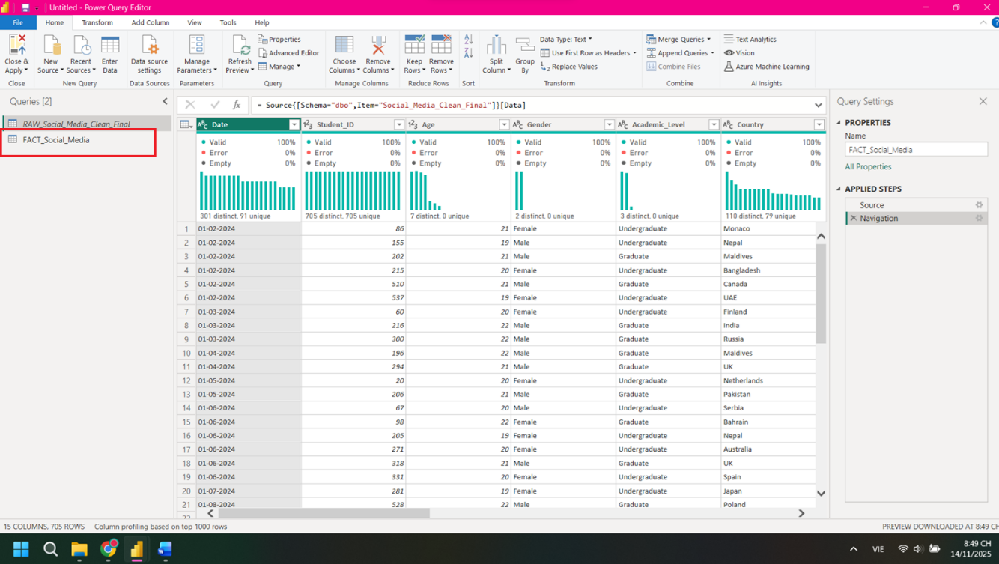 Untitled - Power Query Editor
File Home Transform Add Column View Tools Help
Close & Apply
New Source
Recent Sources
Enter Data
Data source settings
Manage Parameters
Refresh Preview
Properties
Advanced Editor
Manage
Choose Columns
Remove Columns
Keep Rows
Remove Rows
Split Column
Group By
Data Type: Text
Use First Row as Headers
Replace Values
Merge Queries
Append Queries
Combine Files
Text Analytics
Vision
Azure Machine Learning
Close New Query Data Sources Parameters Query Manage Columns Reduce Rows Sort Transform Combine AI Insights
Queries [2]
RAW_Social_Media_Clean_Final
FACT_Social_Media
fx = Source{[Schema="dbo",Item="Social_Media_Clean_Final"]}[Data]
Date Student_ID Age Gender Academic_Level Country
Valid 100% Valid 100% Valid 100% Valid 100% Valid 100% Valid 100%
Error 0% Error 0% Error 0% Error 0% Error 0% Error 0%
Empty 0% Empty 0% Empty 0% Empty 0% Empty 0% Empty 0%
301 distinct, 91 unique 705 distinct, 705 unique 7 distinct, 0 unique 2 distinct, 0 unique 3 distinct, 0 unique 110 distinct, 79 unique
1 01-02-2024 86 21 Female Undergraduate Monaco
2 01-02-2024 155 19 Male Undergraduate Nepal
3 01-02-2024 202 21 Male Graduate Maldives
4 01-02-2024 215 20 Female Undergraduate Bangladesh
5 01-02-2024 510 21 Male Graduate Canada
6 01-02-2024 537 19 Female Undergraduate UAE
7 01-03-2024 60 20 Female Undergraduate Finland
8 01-03-2024 216 22 Male Graduate India
9 01-03-2024 300 22 Male Graduate Russia
10 01-04-2024 196 22 Male Graduate Maldives
11 01-04-2024 294 21 Male Graduate UK
12 01-05-2024 20 20 Female Undergraduate Netherlands
13 01-05-2024 206 21 Male Graduate Pakistan
14 01-06-2024 67 20 Male Undergraduate Serbia
15 01-06-2024 98 22 Female Graduate Bahrain
16 01-06-2024 205 19 Female Undergraduate Nepal
17 01-06-2024 271 20 Female Undergraduate Australia
18 01-06-2024 318 21 Male Graduate UK
19 01-06-2024 331 20 Female Undergraduate Spain
20 01-07-2024 281 19 Female Undergraduate Japan
21 01-08-2024 528 22 Male Graduate Poland
22
Query Settings
PROPERTIES
Name
FACT_Social_Media
All Properties
APPLIED STEPS
Source
Navigation
15 COLUMNS, 705 ROWS Column profiling based on top 1000 rows
PREVIEW DOWNLOADED AT 8:49 CH
VIE
8:49 CH
14/11/2025